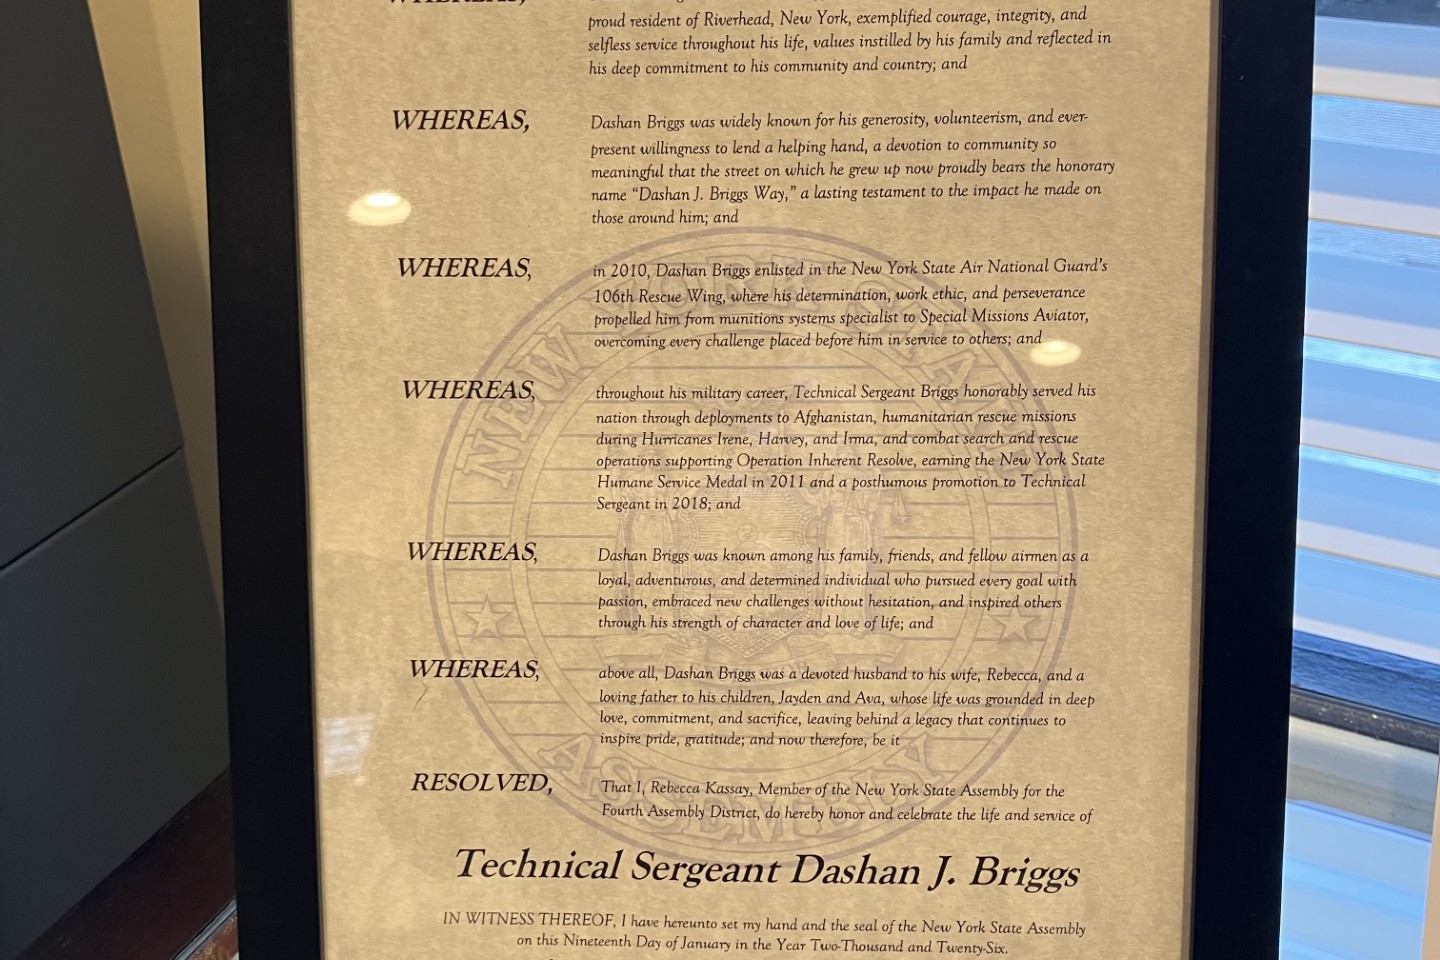 WHEREAS,
proud resident of Riverhead, New York, exemplified courage, integrity, and
selfless service throughout his life, values instilled by his family and reflected in
his deep commitment to his community and country; and
WHEREAS, Dashan Briggs was widely known for his generosity, volunteerism, and ever-
present willingness to lend a helping hand, a devotion to community so
meaningful that the street on which he grew up now proudly bears the honorary
name “Dashan J. Briggs Way,” a lasting testament to the impact he made on
those around him; and
WHEREAS, in 2010, Dashan Briggs enlisted in the New York State Air National Guard's
106th Rescue Wing, where his determination, work ethic, and perseverance
propelled him from munitions systems specialist to Special Missions Aviator,
overcoming every challenge placed before him in service to others; and
WHEREAS, throughout his military career, Technical Sergeant Briggs honorably served his
nation through deployments to Afghanistan, humanitarian rescue missions
during Hurricanes Irene, Harvey, and Irma, and combat search and rescue
operations supporting Operation Inherent Resolve, earning the New York State
Humane Service Medal in 2011 and a posthumous promotion to Technical
Sergeant in 2018; and
WHEREAS, Dashan Briggs was known among his family, friends, and fellow airmen as a
loyal, adventurous, and determined individual who pursued every goal with
passion, embraced new challenges without hesitation, and inspired others
through his strength of character and love of life; and
WHEREAS, above all, Dashan Briggs was a devoted husband to his wife, Rebecca, and a
loving father to his children, Jayden and Ava, whose life was grounded in deep
love, commitment, and sacrifice, leaving behind a legacy that continues to
inspire pride, gratitude; and now therefore, be it
RESOLVED, That I, Rebecca Kassay, Member of the New York State Assembly for the
Fourth Assembly District, do hereby honor and celebrate the life and service of
Technical Sergeant Dashan J. Briggs
IN WITNESS THEREOF, I have hereunto set my hand and the seal of the New York State Assembly
on this Nineteenth Day of January in the Year Two-Thousand and Twenty-Six.
NEW YORK STATE
ASSEMBLY